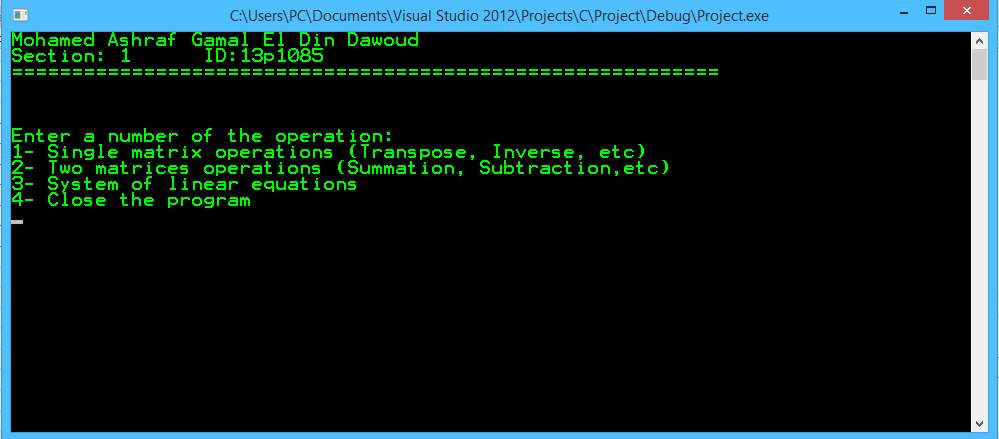 C:\Users\PC\Documents\Visual Studio 2012\Projects\C\Project\Debug\Project.exe
Mohamed Ashraf Gamal El Din Dawoud
Section: 1      ID:13p1085
===========================================================
Enter a number of the operation:
1- Single matrix operations (Transpose, Inverse, etc)
2- Two matrices operations (Summation, Subtraction,etc)
3- System of linear equations
4- Close the program